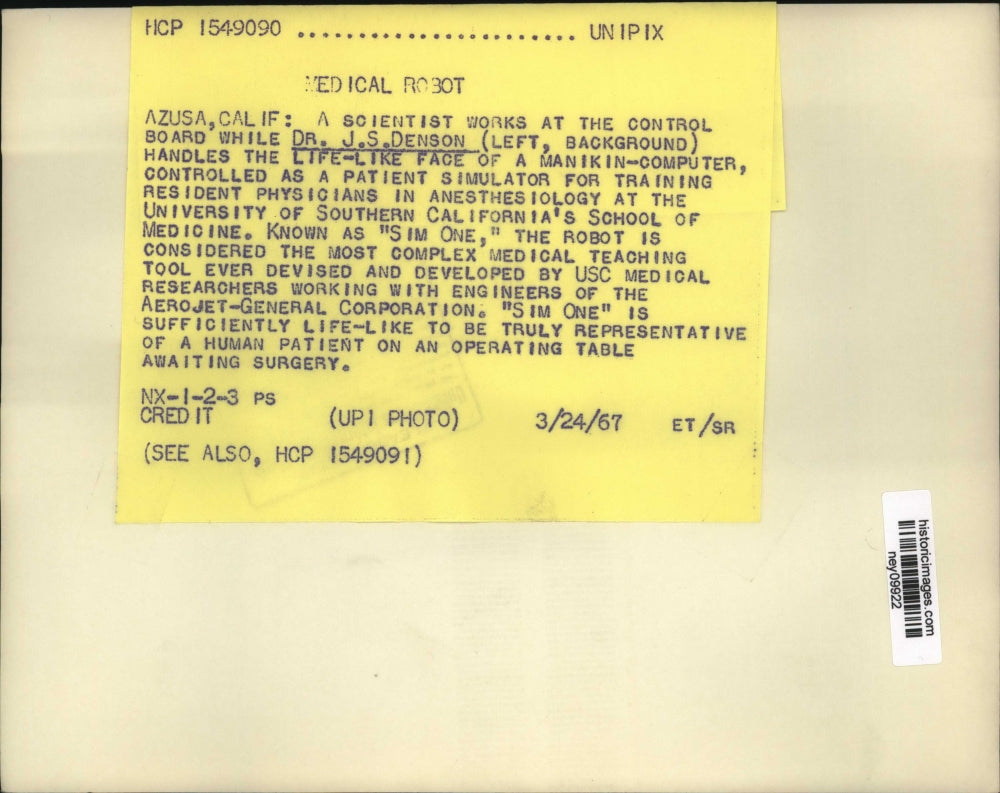 HCP 1549090 ........................ UNIPIX
MEDICAL ROBOT
AZUSA,CALIF: A SCIENTIST WORKS AT THE CONTROL
BOARD WHILE DR. J.S.DENSON (LEFT, BACKGROUND)
HANDLES THE LIFE-LIKE FACE OF A MANIKIN-COMPUTER,
CONTROLLED AS A PATIENT SIMULATOR FOR TRAINING
RESIDENT PHYSICIANS IN ANESTHESIOLOGY AT THE
UNIVERSITY OF SOUTHERN CALIFORNIA'S SCHOOL OF
MEDICINE. KNOWN AS "SIM ONE," THE ROBOT IS
CONSIDERED THE MOST COMPLEX MEDICAL TEACHING
TOOL EVER DEVISED AND DEVELOPED BY USC MEDICAL
RESEARCHERS WORKING WITH ENGINEERS OF THE
AEROJET-GENERAL CORPORATION. "SIM ONE" IS
SUFFICIENTLY LIFE-LIKE TO BE TRULY REPRESENTATIVE
OF A HUMAN PATIENT ON AN OPERATING TABLE
AWAITING SURGERY.
NX-1-2-3 PS
CREDIT (UPI PHOTO) 3/24/67 ET/SR
(SEE ALSO, HCP 1549091)
historicimages.com
ney09922